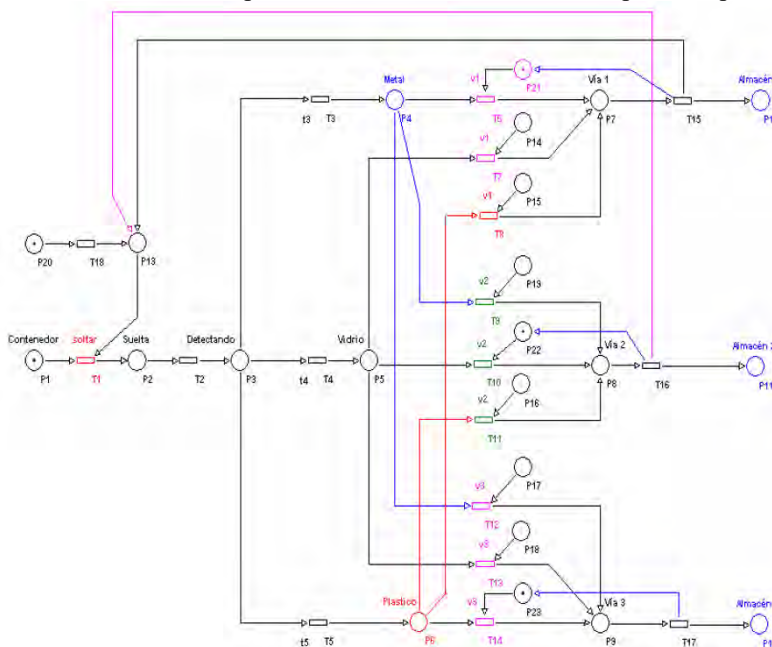 Metal
v1
P21
Vía 1
Almacén
t3
T3
P4
T6
P7
T15
P1
v1
P14
T7
v1
P15
T8
P20
T18
P13
v2
P19
T9
Contenedor
soltar
Suelta
Detectando
Vidrio
v2
P22
Vía 2
Almacén 2
P1
T1
P2
T2
P3
t4
T4
P5
T10
P8
T16
P11
v2
P16
T11
v3
P17
T12
v3
P18
T13
Plastico
v3
P23
Vía 3
Almacén
t5
T5
P6
T14
P9
T17
P1